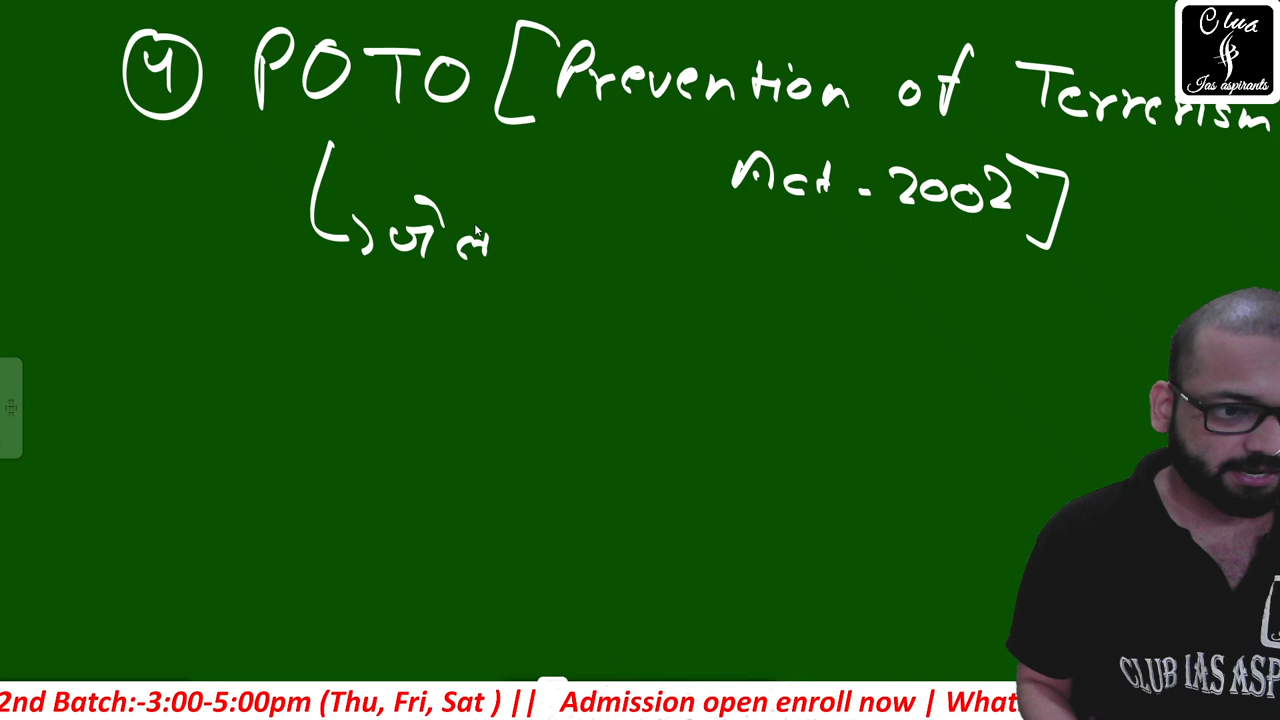 Club
Ias aspirants
4 POTO [Prevention of Terrerism
Act - 2002]
CLUB IAS ASP
2nd Batch:-3:00-5:00pm (Thu, Fri, Sat ) || Admission open enroll now | What